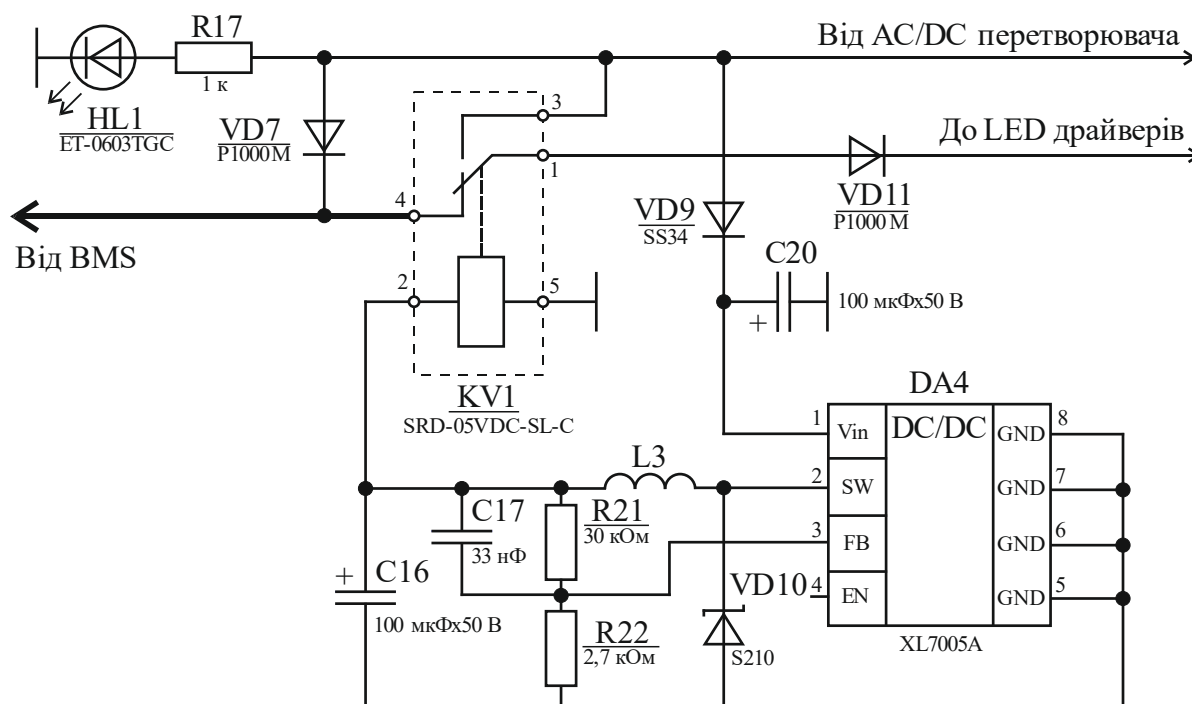 R17
1 к
HL1
ET-0603TGC
VD7
P1000M
Від AC/DC перетворювача
3
До LED драйверів
1
VD11
P1000M
4
VD9
SS34
Від BMS
C20
+
100 мкФх50 В
2
5
KV1
SRD-05VDC-SL-C
DA4
1
Vin
DC/DC
GND
8
L3
2
SW
GND
7
C17
33 нФ
R21
30 кОм
3
FB
GND
6
+
C16
100 мкФх50 В
VD10
4
EN
GND
5
R22
2,7 кОм
S210
XL7005A